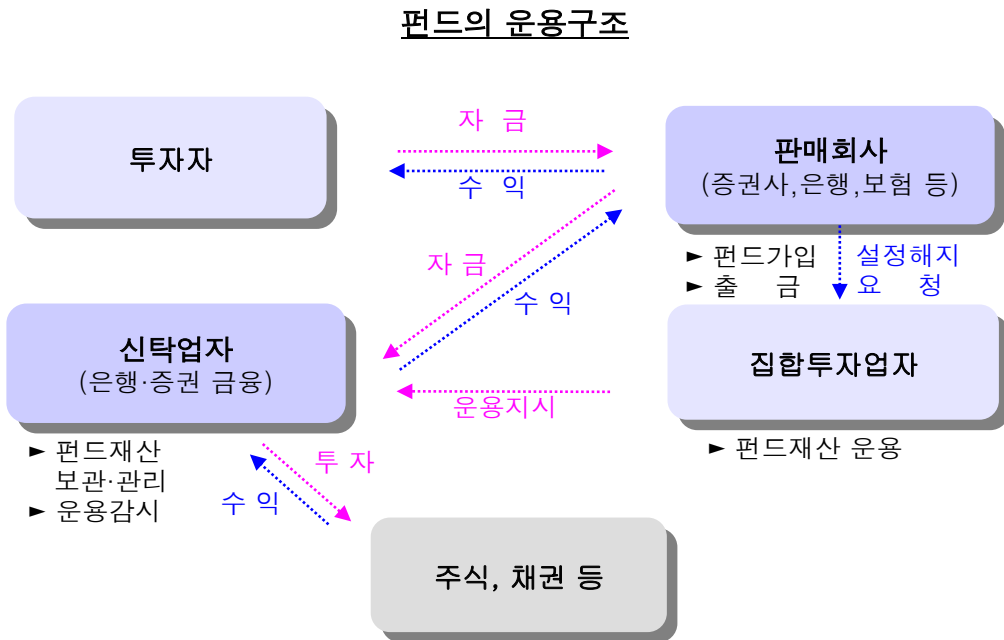 펀드의 운용구조
투자자
자 금
수 익
판매회사
(증권사,은행,보험 등)
► 펀드가입
► 출 금
설정해지
요 청
자 금
수 익
신탁업자
(은행·증권 금융)
집합투자업자
운용지시
► 펀드재산 운용
► 펀드재산
보관·관리
► 운용감시
투 자
수 익
주식, 채권 등